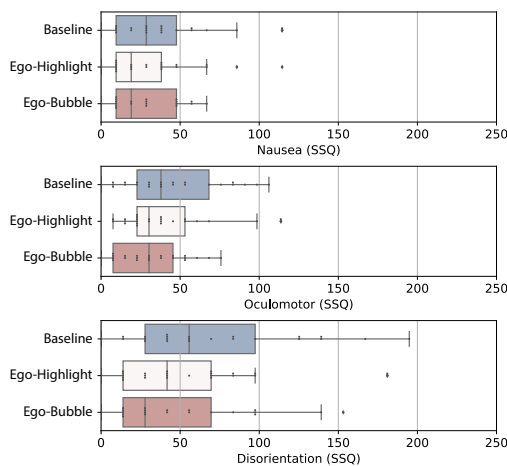 Baseline
Ego-Highlight
Ego-Bubble
0 50 100 150 200 250
Nausea (SSQ)
Baseline
Ego-Highlight
Ego-Bubble
0 50 100 150 200 250
Oculomotor (SSQ)
Baseline
Ego-Highlight
Ego-Bubble
0 50 100 150 200 250
Disorientation (SSQ)